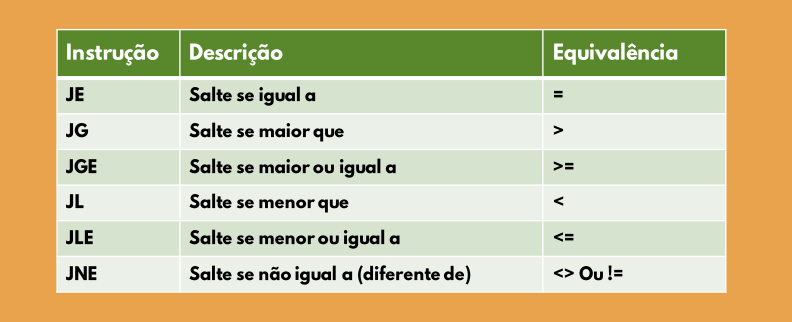 Instrução Descrição Equivalência
JE Salte se igual a =
JG Salte se maior que >
JGE Salte se maior ou igual a >=
JL Salte se menor que <
JLE Salte se menor ou igual a <=
JNE Salte se não igual a (diferente de) <> Ou !=